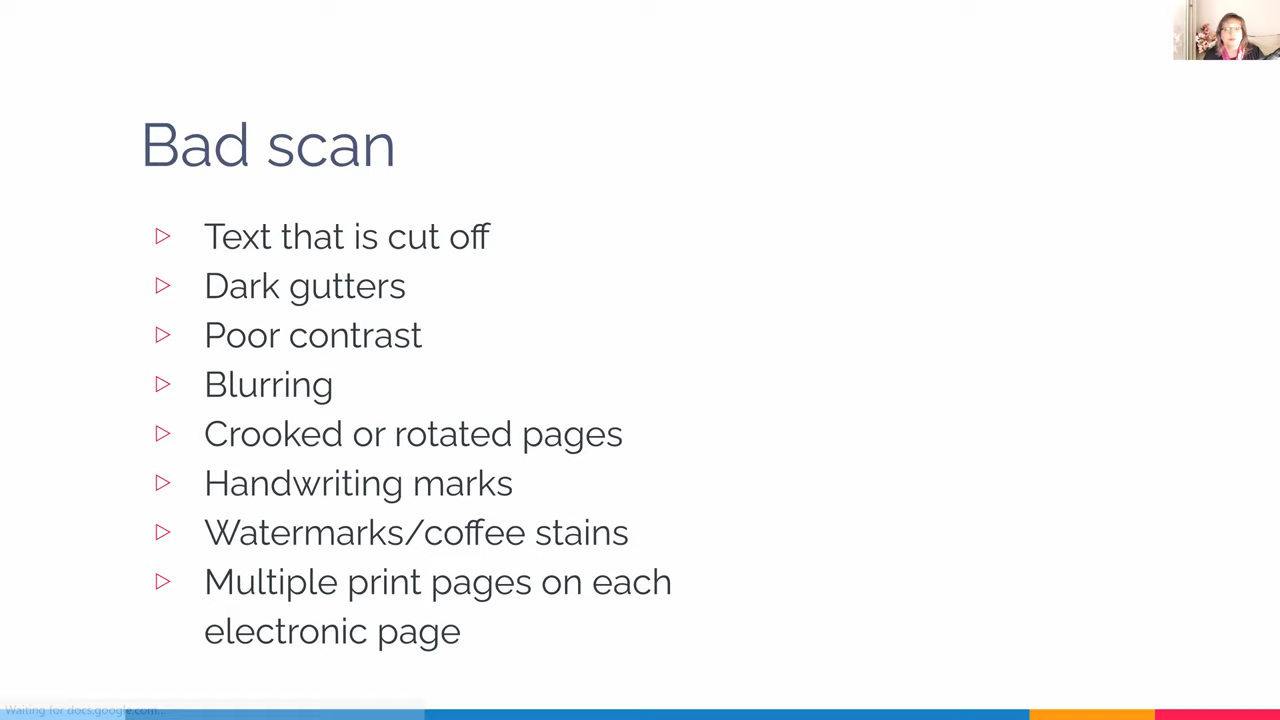 Bad scan
Text that is cut off
Dark gutters
Poor contrast
Blurring
Crooked or rotated pages
Handwriting marks
Watermarks/coffee stains
Multiple print pages on each
electronic page
Waiting for docs.google.com...